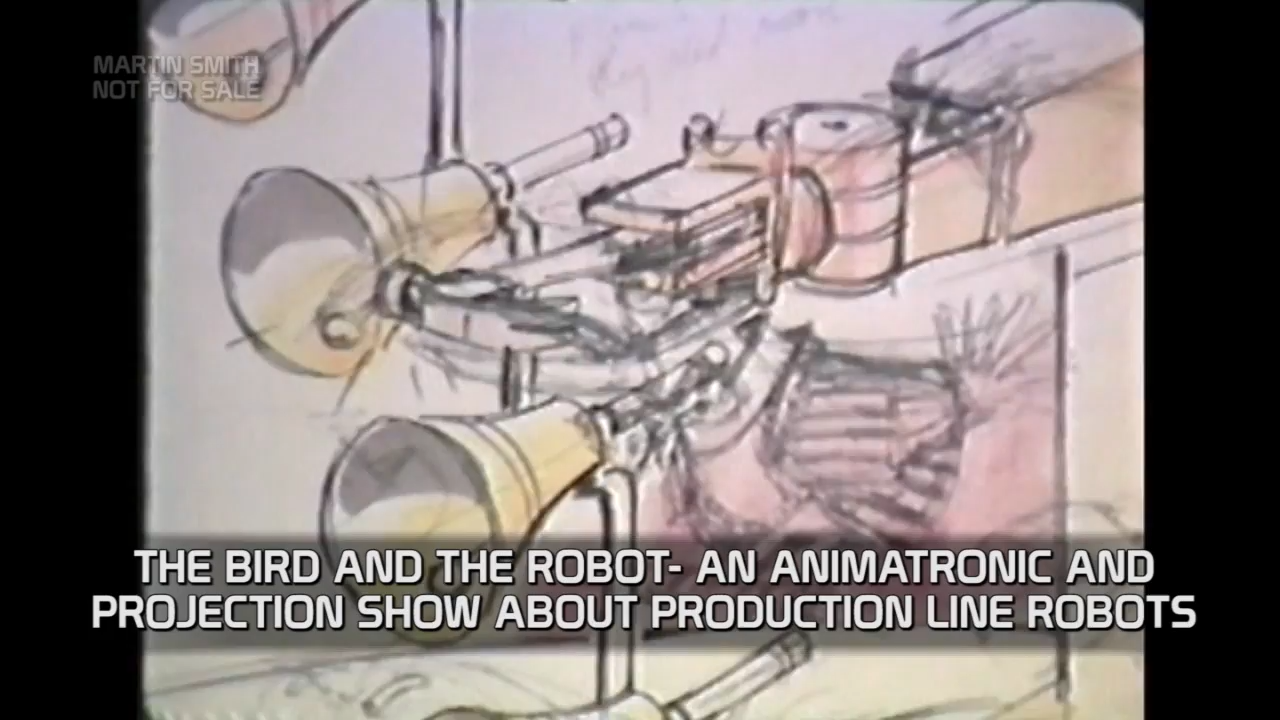 MARTIN SMITH
NOT FOR SALE
THE BIRD AND THE ROBOT- AN ANIMATRONIC AND
PROJECTION SHOW ABOUT PRODUCTION LINE ROBOTS